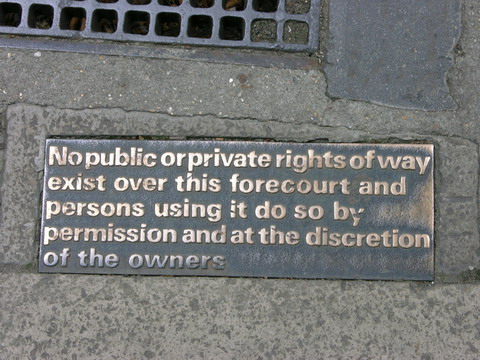 No public or private rights of way
exist over this forecourt and
persons using it do so by
permission and at the discretion
of the owners